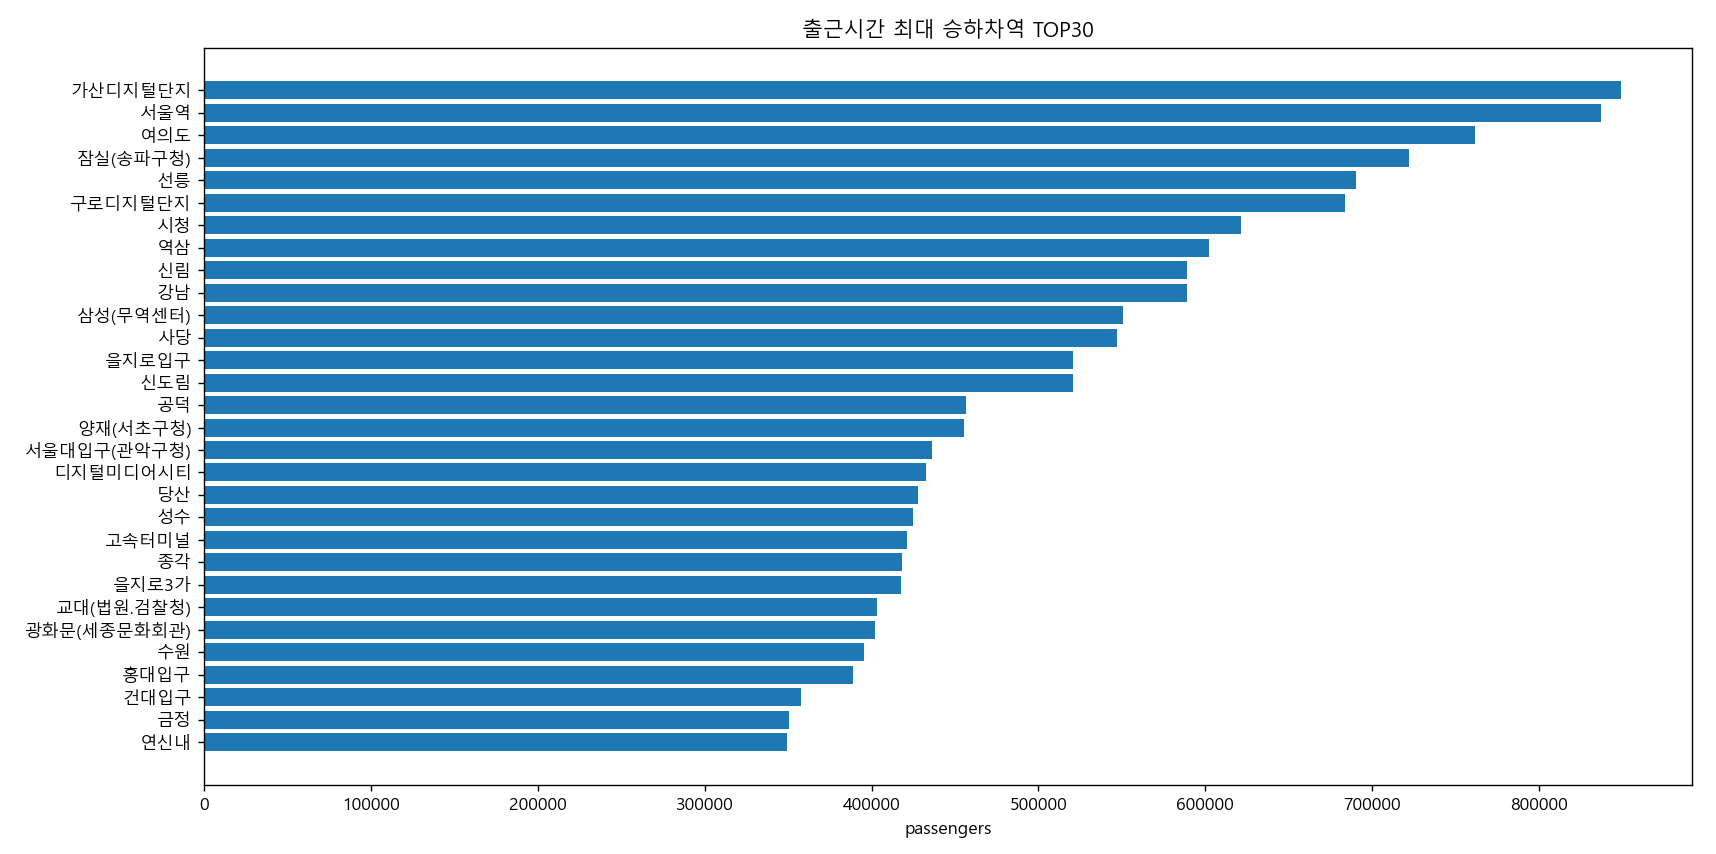 출근시간 최대 승하차역 TOP30
가산디지털단지
서울역
여의도
잠실(송파구청)
선릉
구로디지털단지
시청
역삼
신림
강남
삼성(무역센터)
사당
을지로입구
신도림
공덕
양재(서초구청)
서울대입구(관악구청)
디지털미디어시티
당산
성수
고속터미널
종각
을지로3가
교대(법원.검찰청)
광화문(세종문화회관)
수원
홍대입구
건대입구
금정
연신내
0 100000 200000 300000 400000 500000 600000 700000 800000
passengers